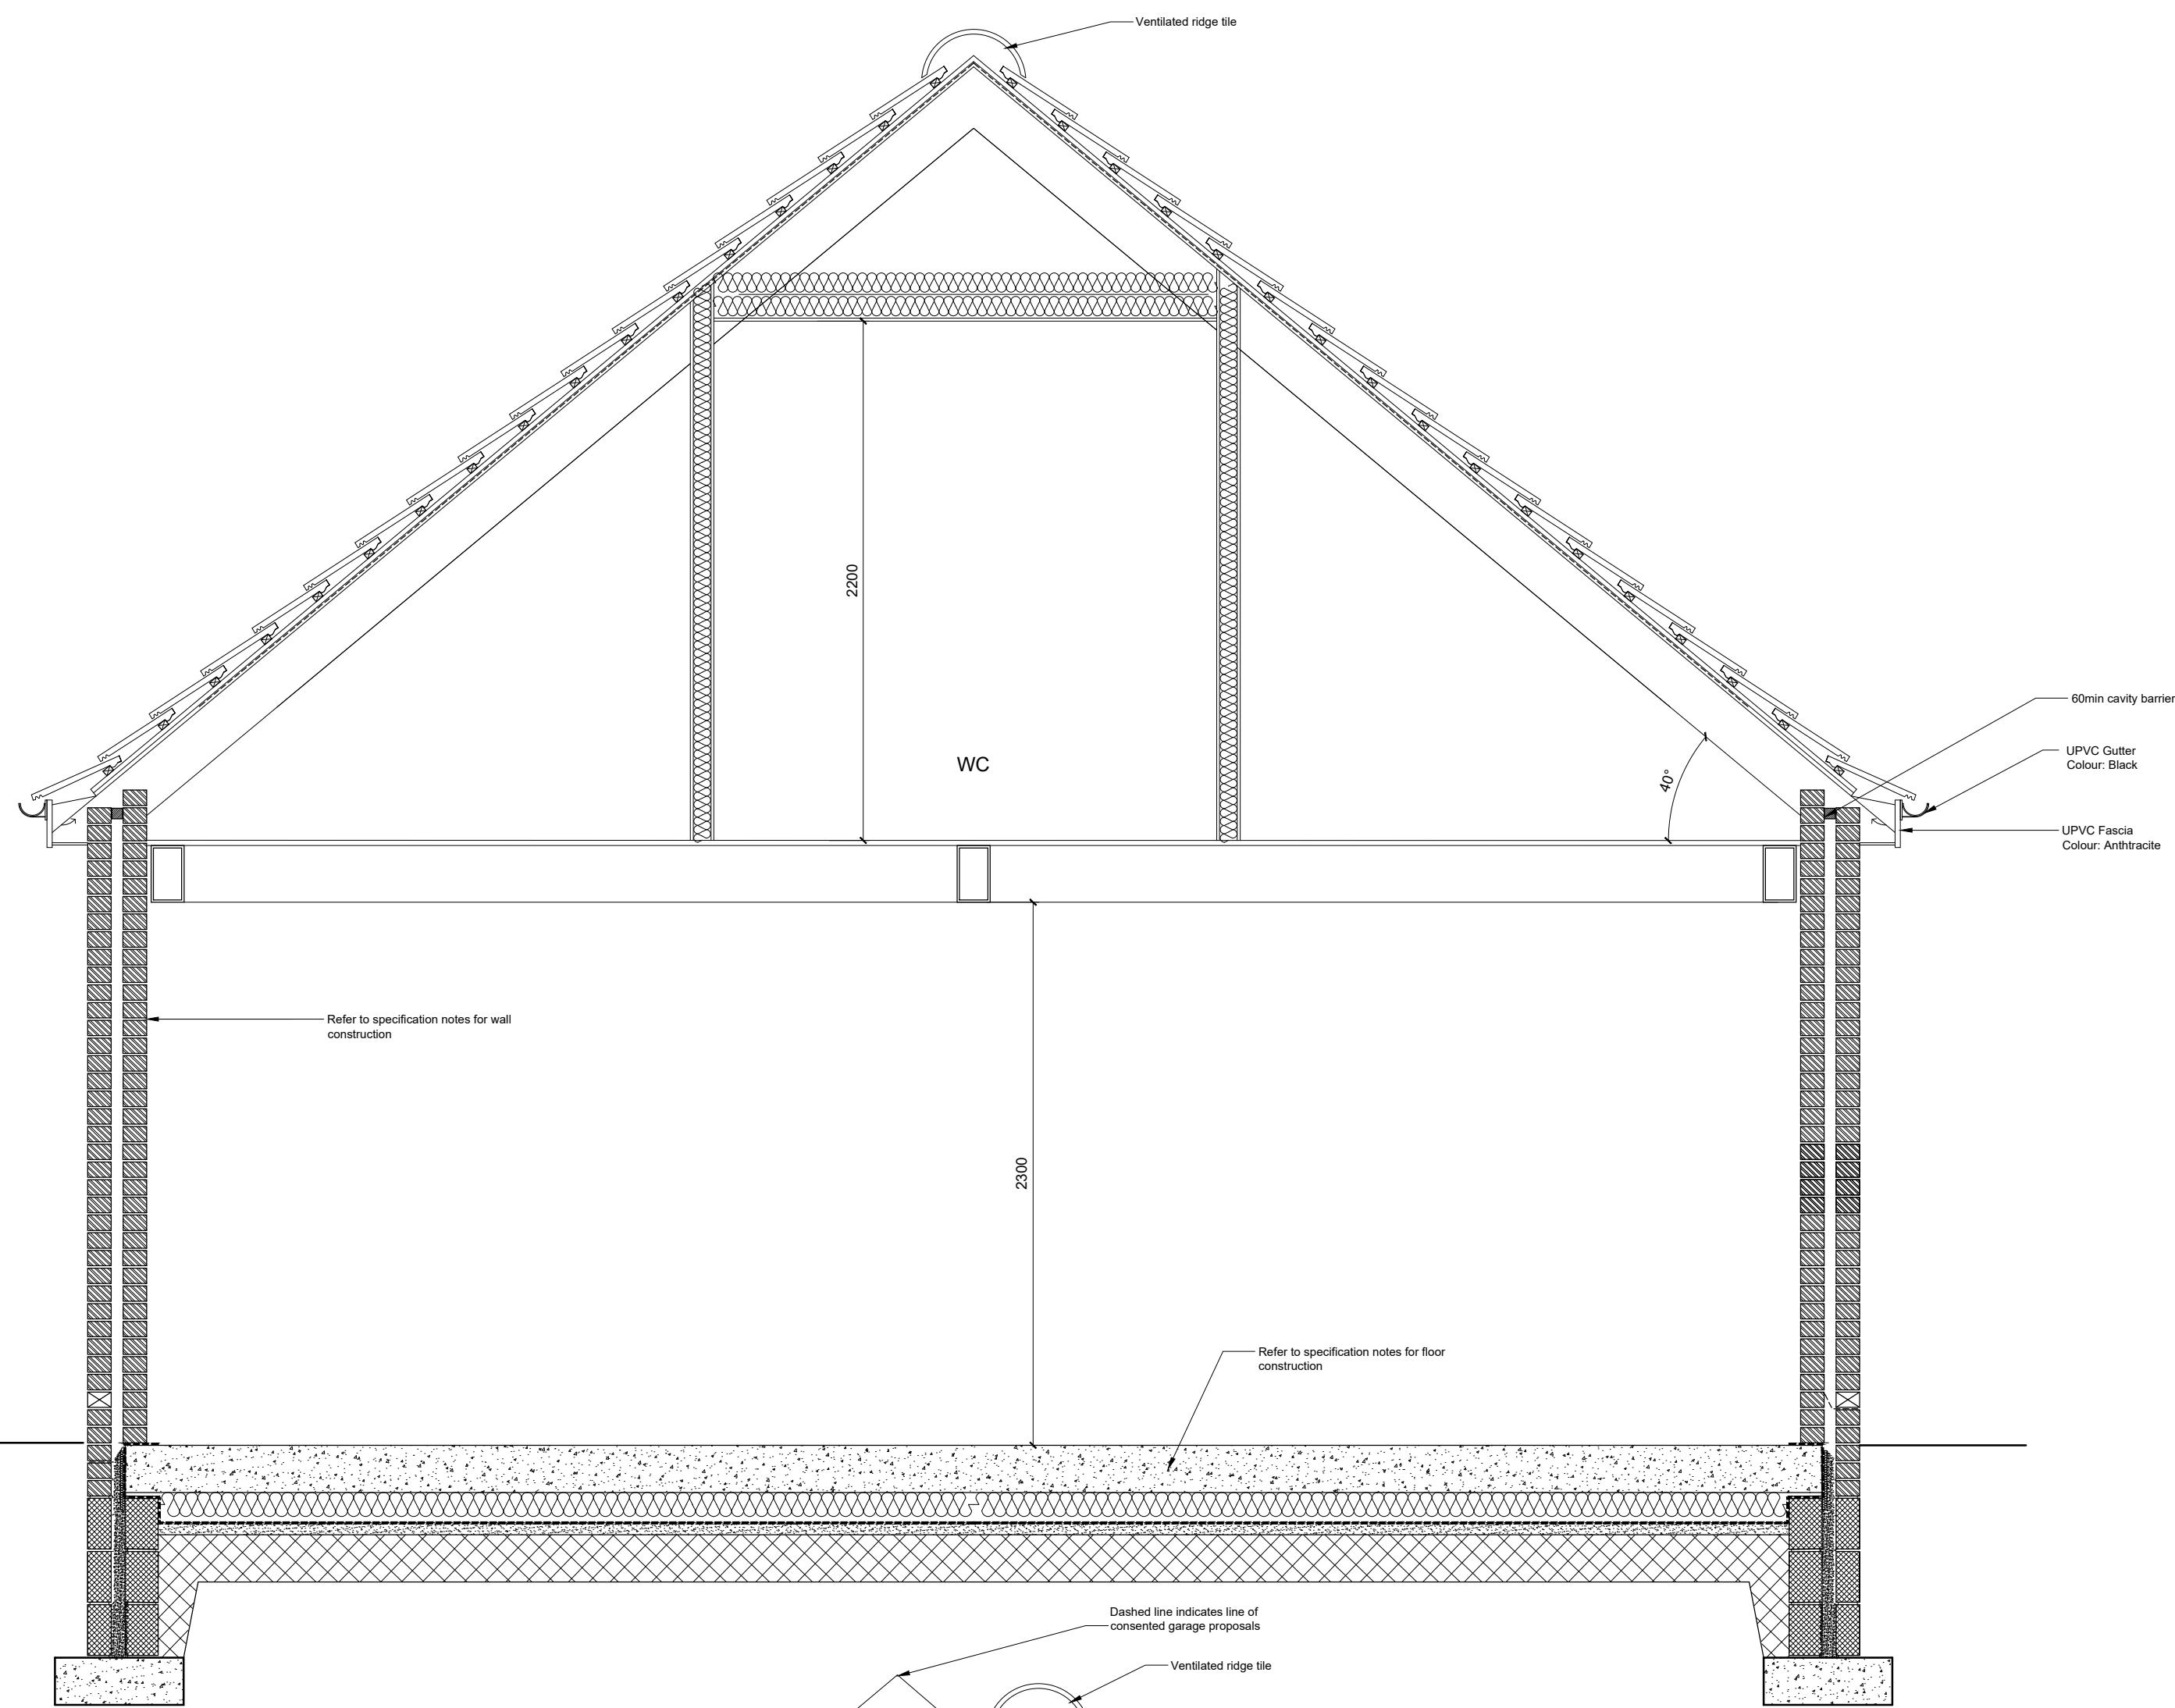 Ventilated ridge tile
2200
WC
40°
60min cavity barrier
UPVC Gutter
Colour: Black
UPVC Fascia
Colour: Anthtracite
Refer to specification notes for wall
construction
2300
Refer to specification notes for floor
construction
Dashed line indicates line of
consented garage proposals
Ventilated ridge tile